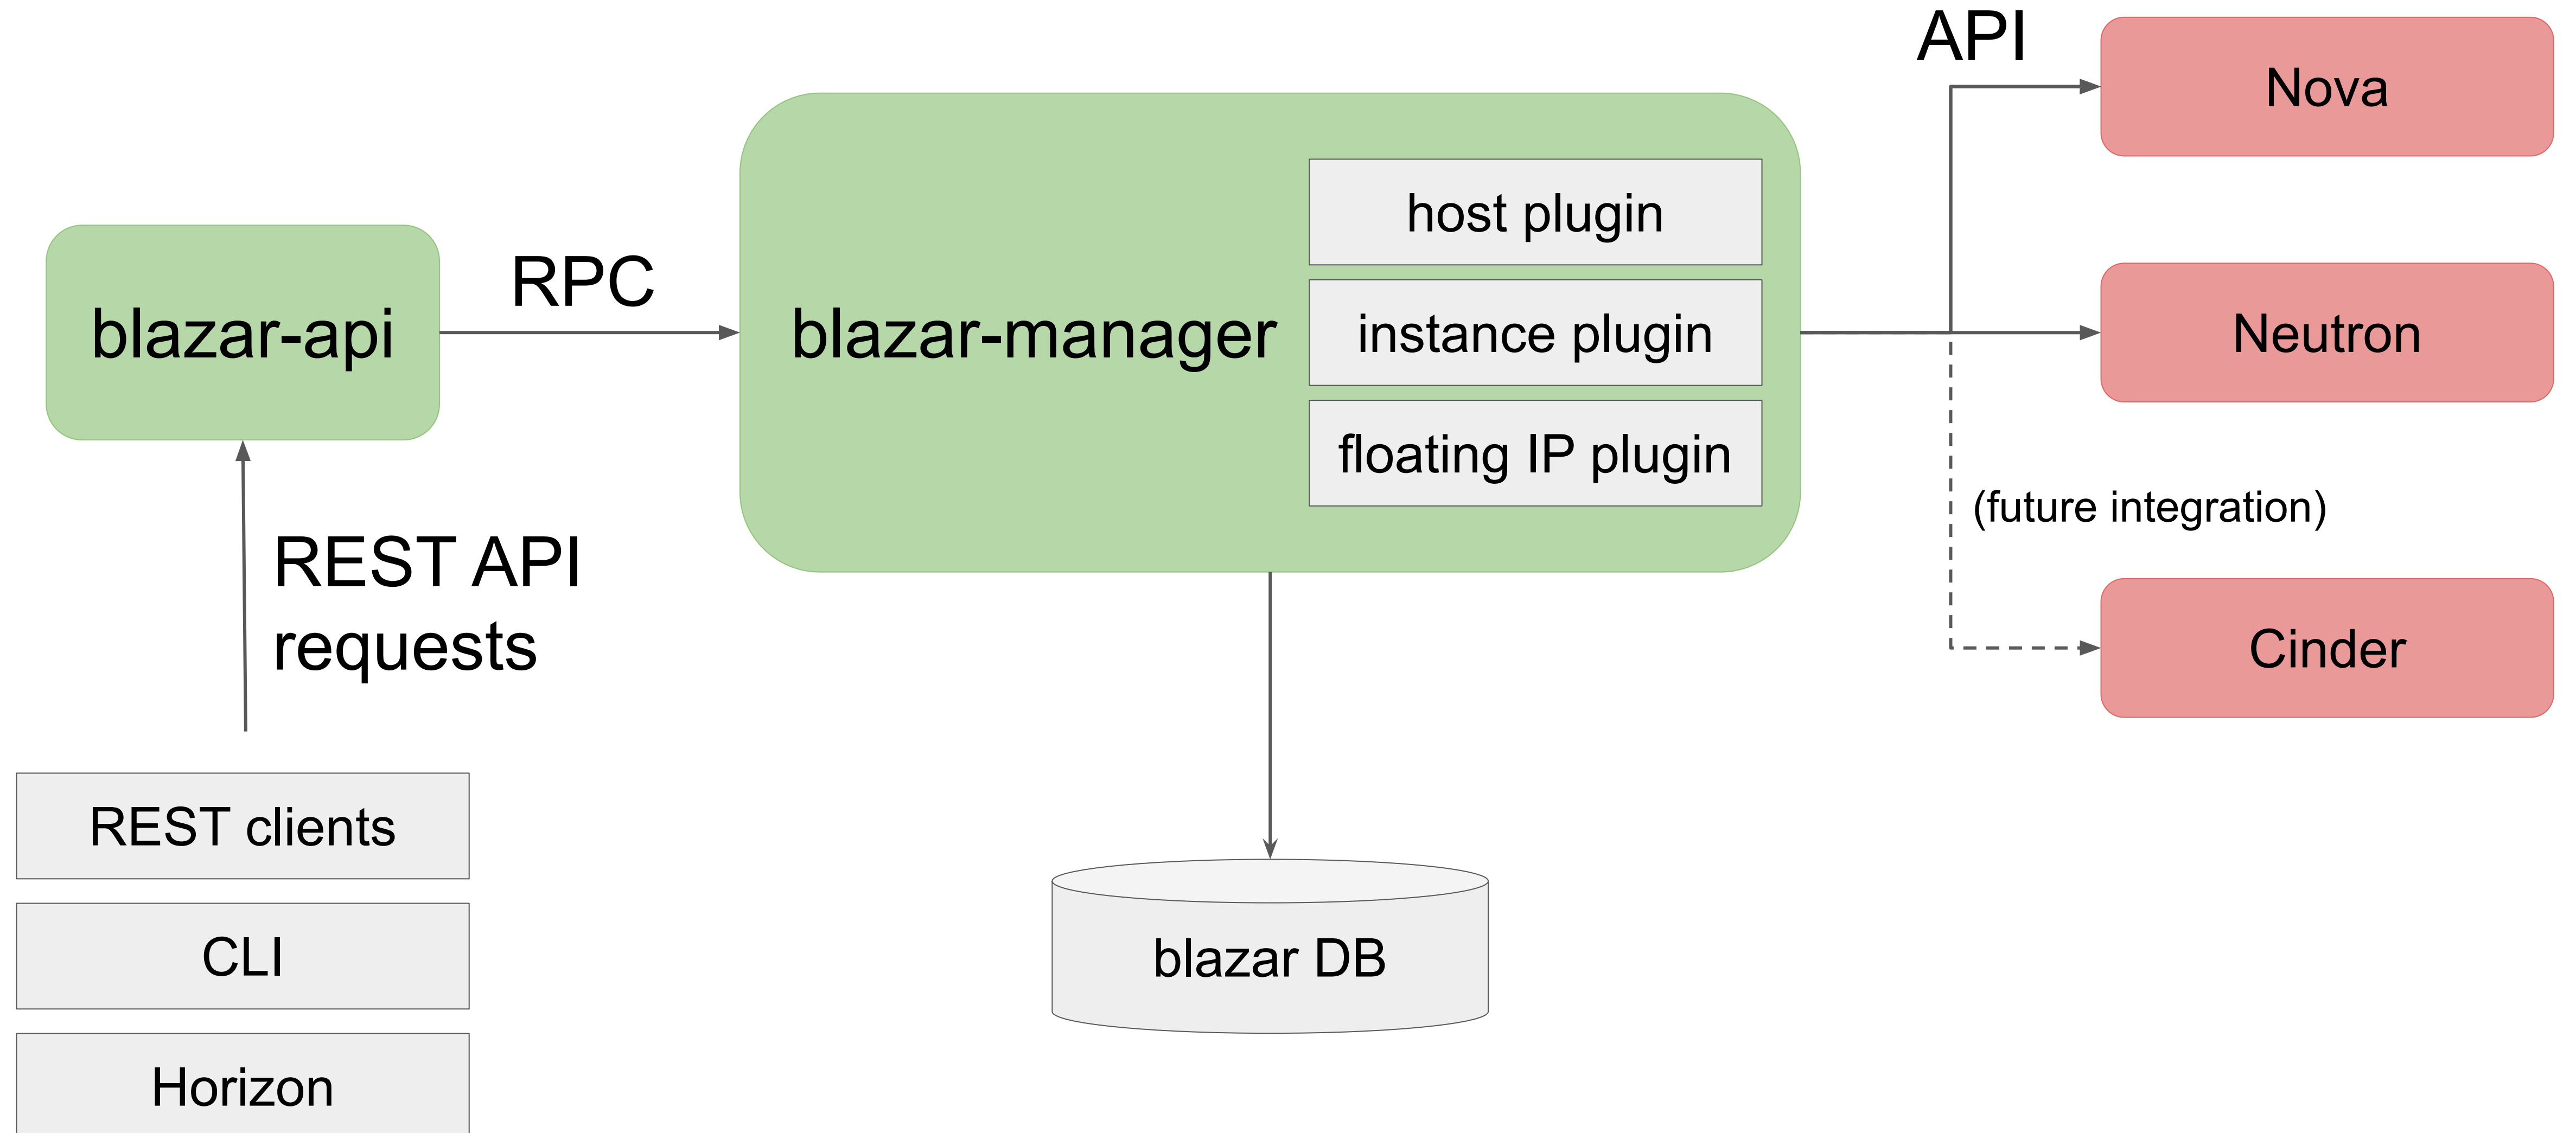 API
Nova
host plugin
blazar-api
RPC
blazar-manager
instance plugin
Neutron
floating IP plugin
(future integration)
REST API
requests
Cinder
REST clients
CLI
blazar DB
Horizon